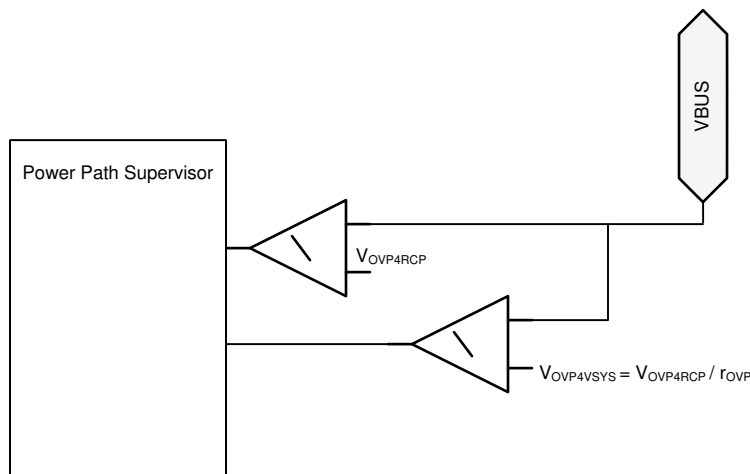 VBUS
Power Path Supervisor
VOVP4RCP
VOVP4VSYS = VOVP4RCP / rOVP